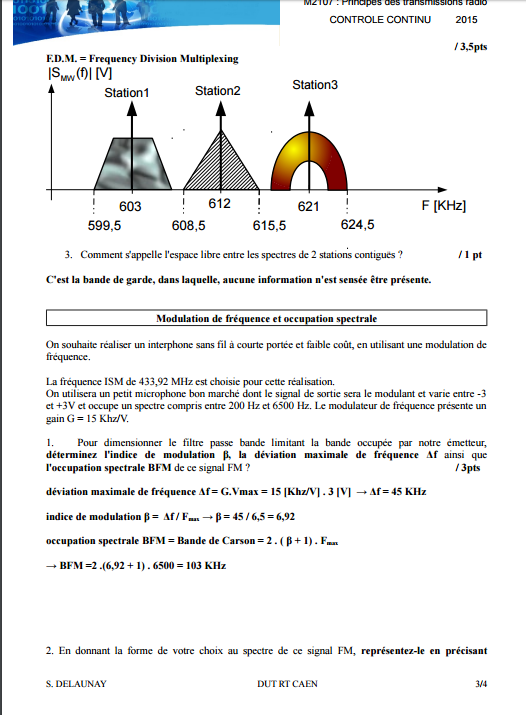 M2107 : Principes des transmissions radio
CONTROLE CONTINU 2015
/ 3,5pts
F.D.M. = Frequency Division Multiplexing
|SMW(f)| [V]
Station1
Station2
Station3
603
612
621
F [KHz]
599,5
608,5
615,5
624,5
3. Comment s'appelle l'espace libre entre les spectres de 2 stations contiguës ? / 1 pt
C'est la bande de garde, dans laquelle, aucune information n'est sensée être présente.
Modulation de fréquence et occupation spectrale
On souhaite réaliser un interphone sans fil à courte portée et faible coût, en utilisant une modulation de
fréquence.
La fréquence ISM de 433,92 MHz est choisie pour cette réalisation.
On utilisera un petit microphone bon marché dont le signal de sortie sera le modulant et varie entre -3
et +3V et occupe un spectre compris entre 200 Hz et 6500 Hz. Le modulateur de fréquence présente un
gain G = 15 Khz/V.
1. Pour dimensionner le filtre passe bande limitant la bande occupée par notre émetteur,
déterminez l'indice de modulation β, la déviation maximale de fréquence Δf ainsi que
l'occupation spectrale BFM de ce signal FM ? / 3pts
déviation maximale de fréquence Δf = G.Vmax = 15 [Khz/V] . 3 [V] → Δf = 45 KHz
indice de modulation β = Δf / Fmax → β = 45 / 6,5 = 6,92
occupation spectrale BFM = Bande de Carson = 2 . ( β + 1) . Fmax
→ BFM =2 .(6,92 + 1) . 6500 = 103 KHz
2. En donnant la forme de votre choix au spectre de ce signal FM, représentez-le en précisant
S. DELAUNAY DUT RT CAEN 3/4